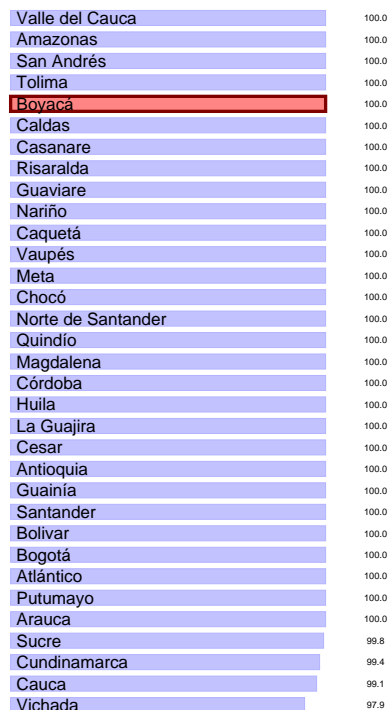 Valle del Cauca 100.0
Amazonas 100.0
San Andrés 100.0
Tolima 100.0
Boyacá 100.0
Caldas 100.0
Casanare 100.0
Risaralda 100.0
Guaviare 100.0
Nariño 100.0
Caquetá 100.0
Vaupés 100.0
Meta 100.0
Chocó 100.0
Norte de Santander 100.0
Quindío 100.0
Magdalena 100.0
Córdoba 100.0
Huila 100.0
La Guajira 100.0
Cesar 100.0
Antioquia 100.0
Guainía 100.0
Santander 100.0
Bolivar 100.0
Bogotá 100.0
Atlántico 100.0
Putumayo 100.0
Arauca 100.0
Sucre 99.8
Cundinamarca 99.4
Cauca 99.1
Vichada 97.9